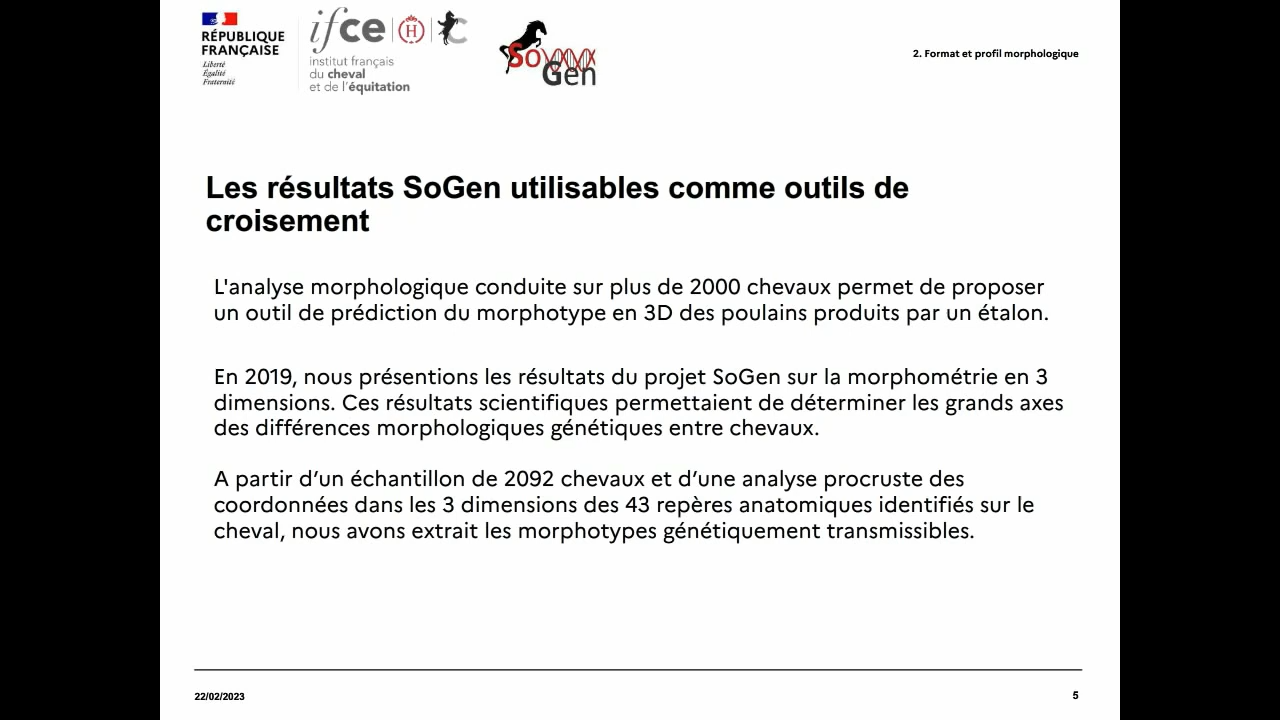 RÉPUBLIQUE
FRANÇAISE
Liberté
Égalité
Fraternité
ifce
H
institut français
du cheval
et de l'équitation
SoGen
2. Format et profil morphologique
Les résultats SoGen utilisables comme outils de
croisement
L'analyse morphologique conduite sur plus de 2000 chevaux permet de proposer
un outil de prédiction du morphotype en 3D des poulains produits par un étalon.
En 2019, nous présentions les résultats du projet SoGen sur la morphométrie en 3
dimensions. Ces résultats scientifiques permettaient de déterminer les grands axes
des différences morphologiques génétiques entre chevaux.
A partir d’un échantillon de 2092 chevaux et d’une analyse procruste des
coordonnées dans les 3 dimensions des 43 repères anatomiques identifiés sur le
cheval, nous avons extrait les morphotypes génétiquement transmissibles.
22/02/2023
5